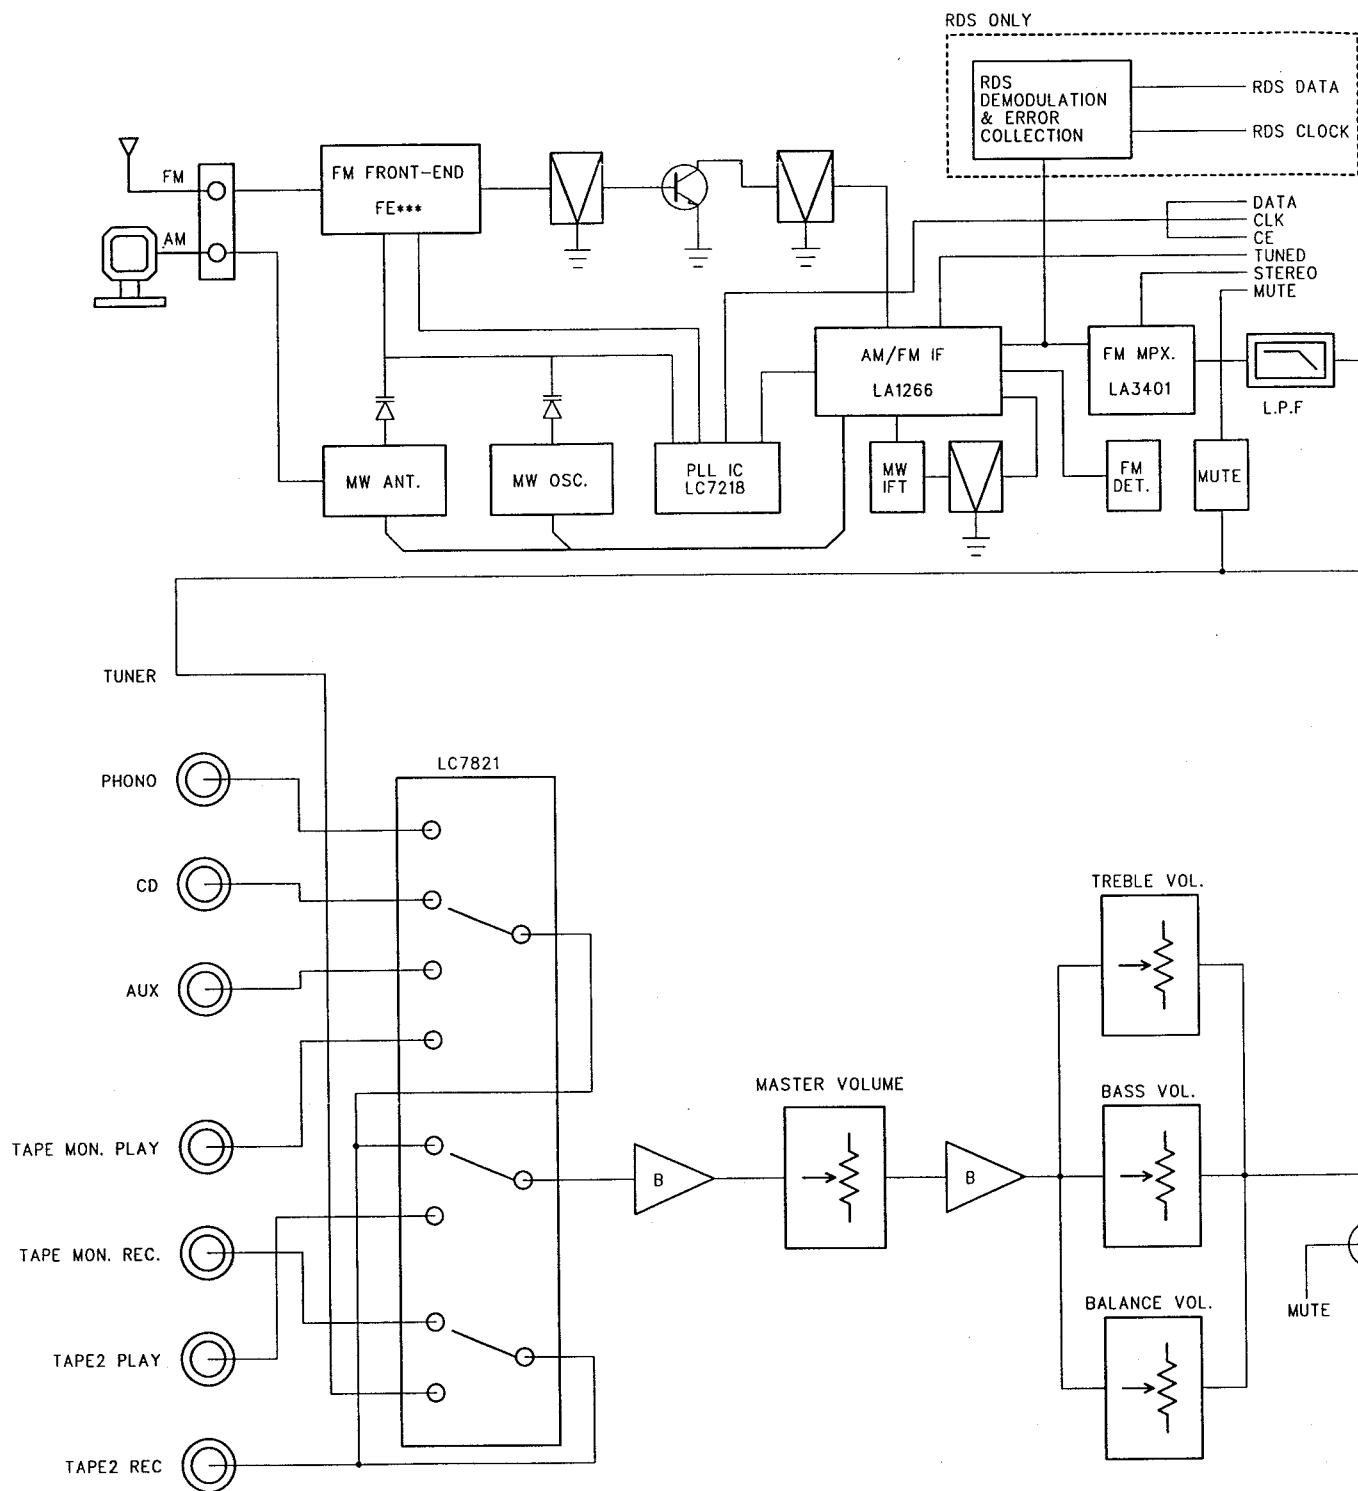 RDS ONLY
RDS
DEMODULATION
& ERROR
COLLECTION
RDS DATA
RDS CLOCK
FM
AM
FM FRONT-END
FE***
DATA
CLK
CE
TUNED
STEREO
MUTE
AM/FM IF
LA1266
FM MPX.
LA3401
L.P.F
MW ANT.
MW OSC.
PLL IC
LC7218
MW
IFT
FM
DET.
MUTE
TUNER
PHONO
LC7821
CD
AUX
TREBLE VOL.
MASTER VOLUME
BASS VOL.
TAPE MON. PLAY
B
B
TAPE MON. REC.
BALANCE VOL.
MUTE
TAPE2 PLAY
TAPE2 REC